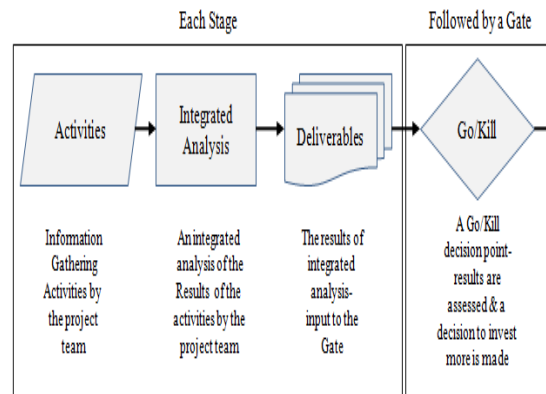 Each Stage
Followed by a Gate
Activities
Integrated
Analysis
Deliverables
Go/Kill
Information
Gathering
Activities by
the project
team
An integrated
analysis of the
Results of the
activities by the
project team
The results of
integrated
analysis-
input to the
Gate
A Go/Kill
decision point-
results are
assessed & a
decision to invest
more is made